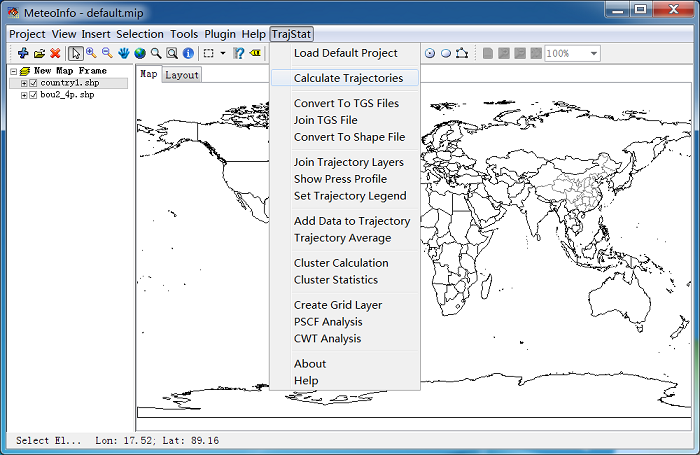 MeteoInfo - default.mip
Project View Insert Selection Tools Plugin Help TrajStat
100%
New Map Frame
country1.shp
bou2_4p.shp
Map Layout
Load Default Project
Calculate Trajectories
Convert To TGS Files
Join TGS File
Convert To Shape File
Join Trajectory Layers
Show Press Profile
Set Trajectory Legend
Add Data to Trajectory
Trajectory Average
Cluster Calculation
Cluster Statistics
Create Grid Layer
PSCF Analysis
CWT Analysis
About
Help
Select El... Lon: 17.52; Lat: 89.16